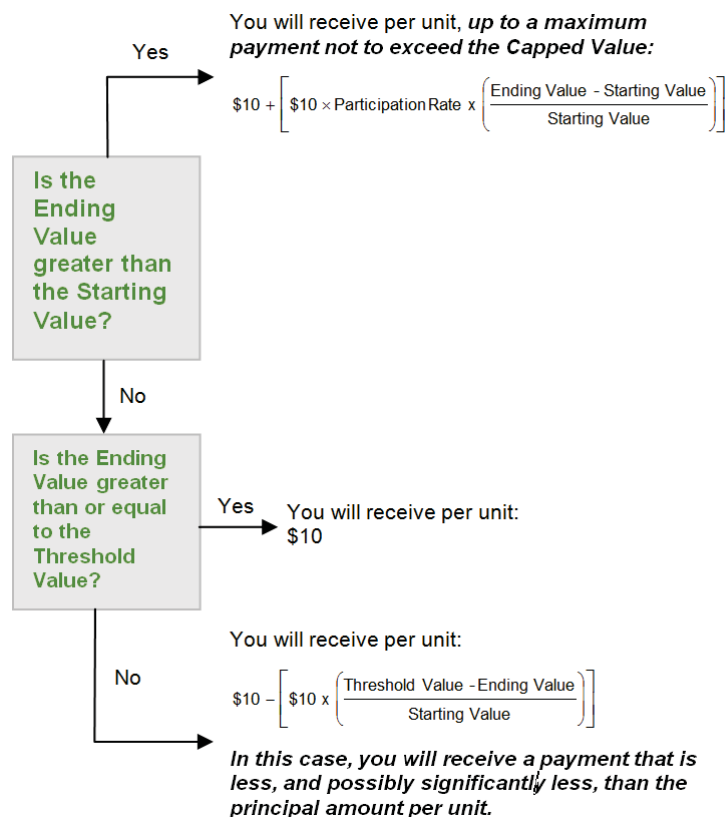 You will receive per unit, up to a maximum
payment not to exceed the Capped Value:
Yes
$10 + [ $10 × Participation Rate x ( Ending Value - Starting Value
Starting Value ) ]
Is the
Ending
Value
greater than
the Starting
Value?
No
Is the Ending
Value greater
than or equal
to the
Threshold
Value?
Yes
You will receive per unit:
$10
No
You will receive per unit:
$10 – [ $10 x ( Threshold Value - Ending Value
Starting Value ) ]
In this case, you will receive a payment that is
less, and possibly significantly less, than the
principal amount per unit.